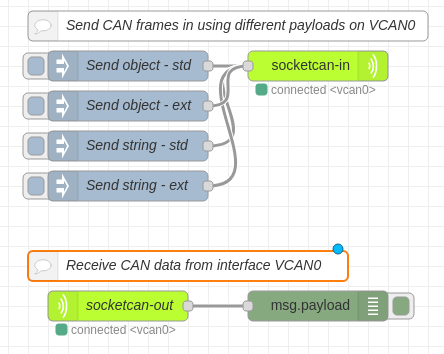 Send CAN frames in using different payloads on VCAN0
Send object - std
socketcan-in
connected <vcan0>
Send object - ext
Send string - std
Send string - ext
Receive CAN data from interface VCAN0
socketcan-out
msg.payload
connected <vcan0>